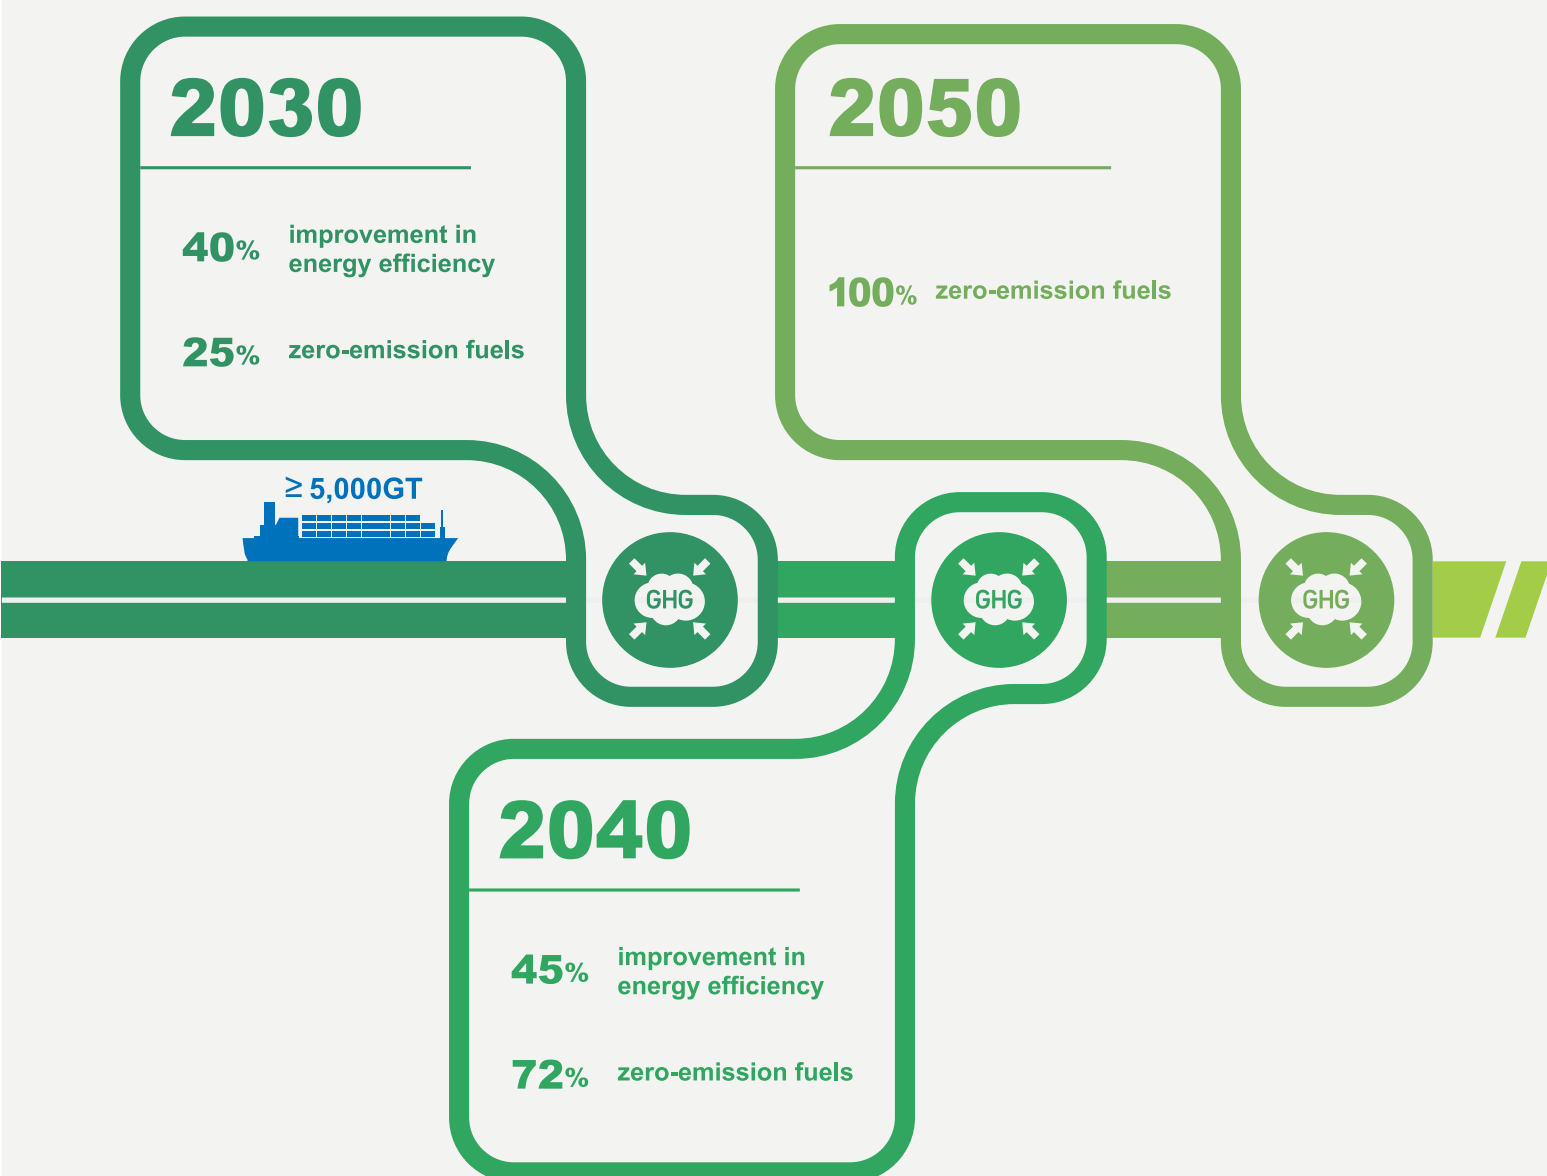 2030
40% improvement in
energy efficiency
25% zero-emission fuels
2050
100% zero-emission fuels
≥ 5,000GT
GHG
GHG
GHG
2040
45% improvement in
energy efficiency
72% zero-emission fuels